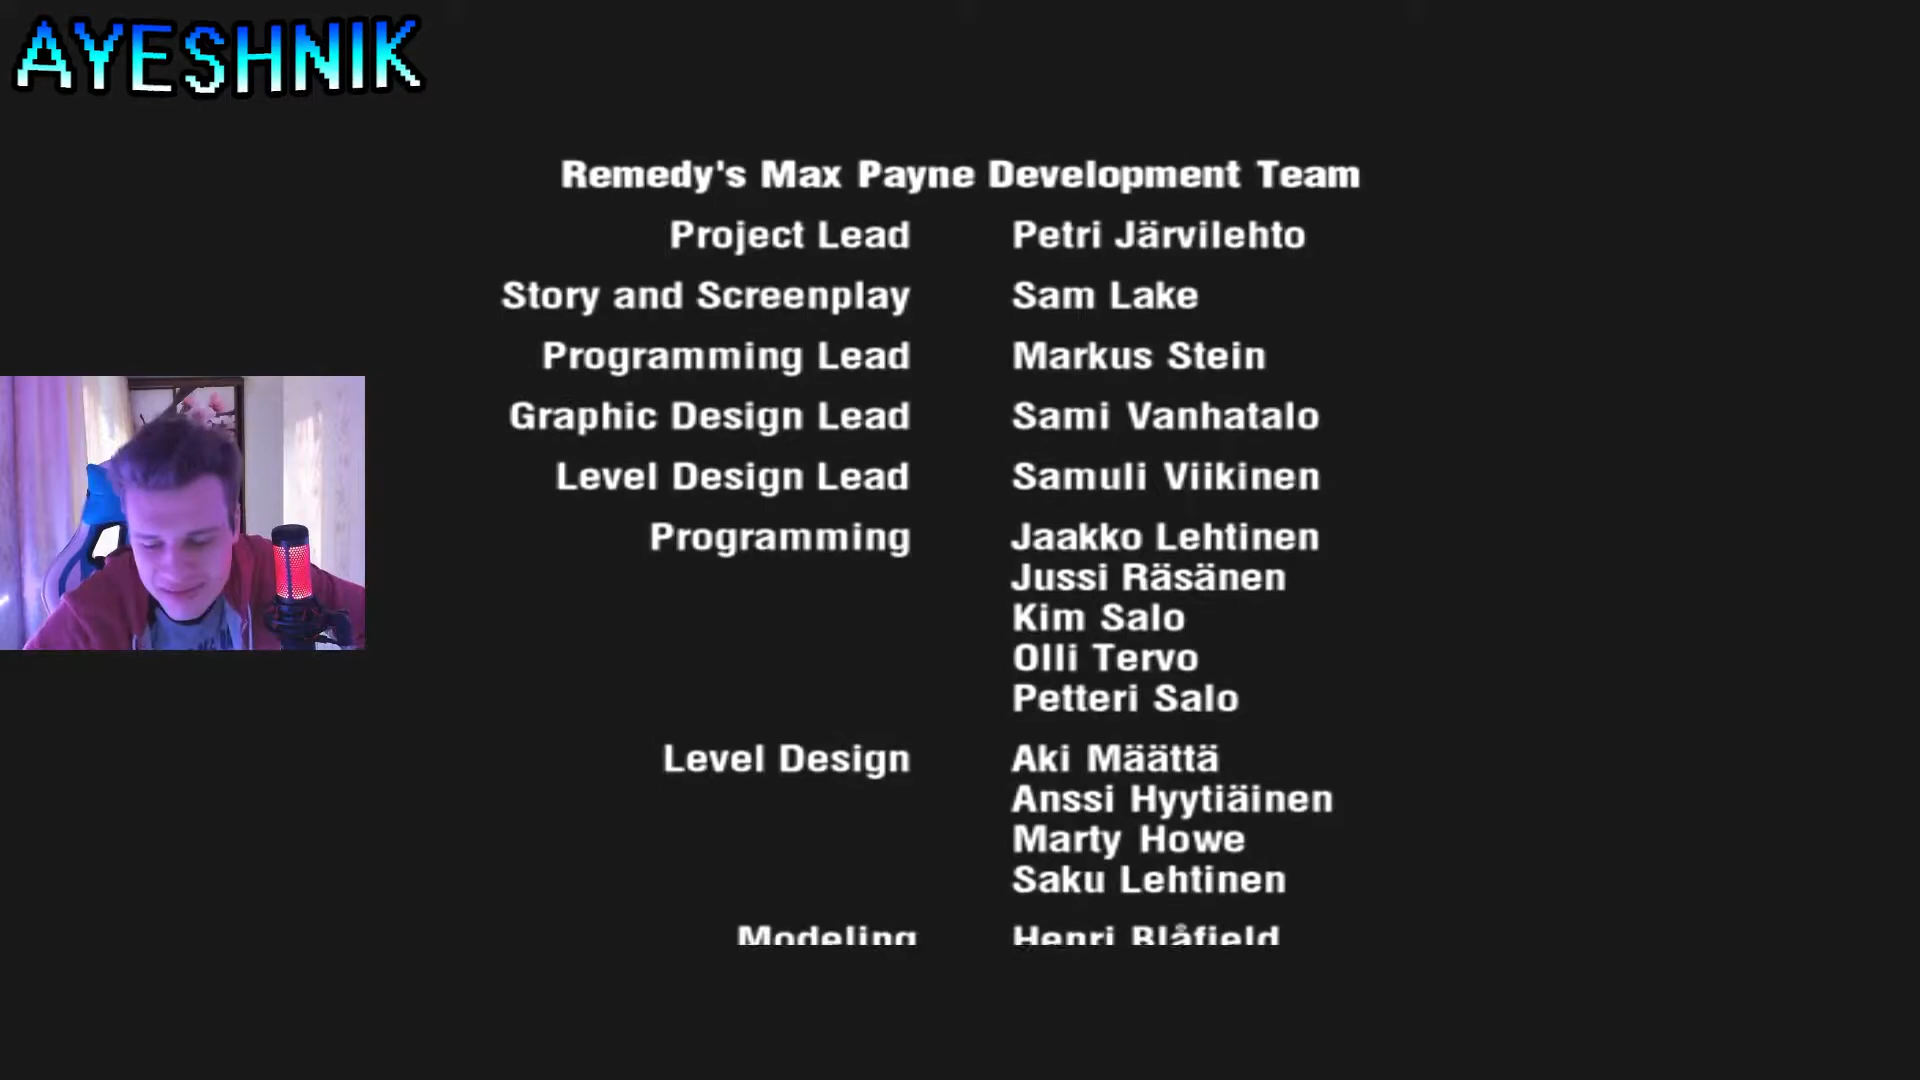 AYESHNIK
Remedy's Max Payne Development Team
Project Lead Petri Järvilehto
Story and Screenplay Sam Lake
Programming Lead Markus Stein
Graphic Design Lead Sami Vanhatalo
Level Design Lead Samuli Viikinen
Programming Jaakko Lehtinen
Jussi Räsänen
Kim Salo
Olli Tervo
Petteri Salo
Level Design Aki Määttä
Anssi Hyytiäinen
Marty Howe
Saku Lehtinen
Modeling Henri Blåfield